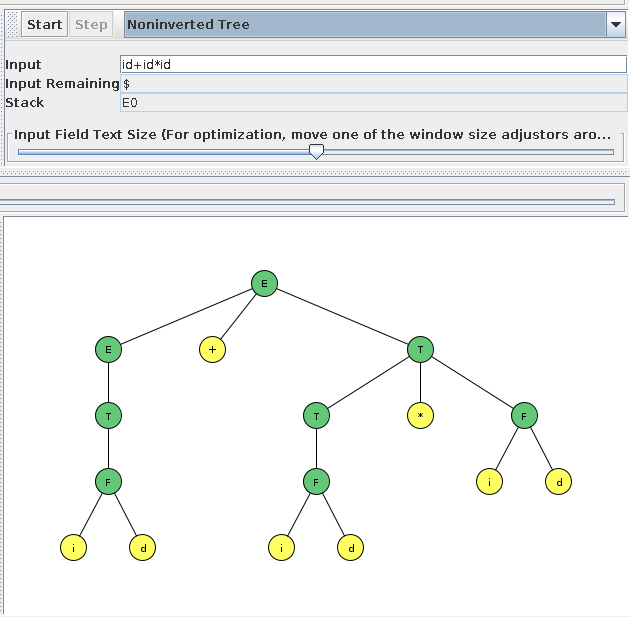 Start Step Noninverted Tree
Input id+id*id
Input Remaining $
Stack E0
Input Field Text Size (For optimization, move one of the window size adjustors aro...
E
E + T
T T * F
F F i d
i d i d